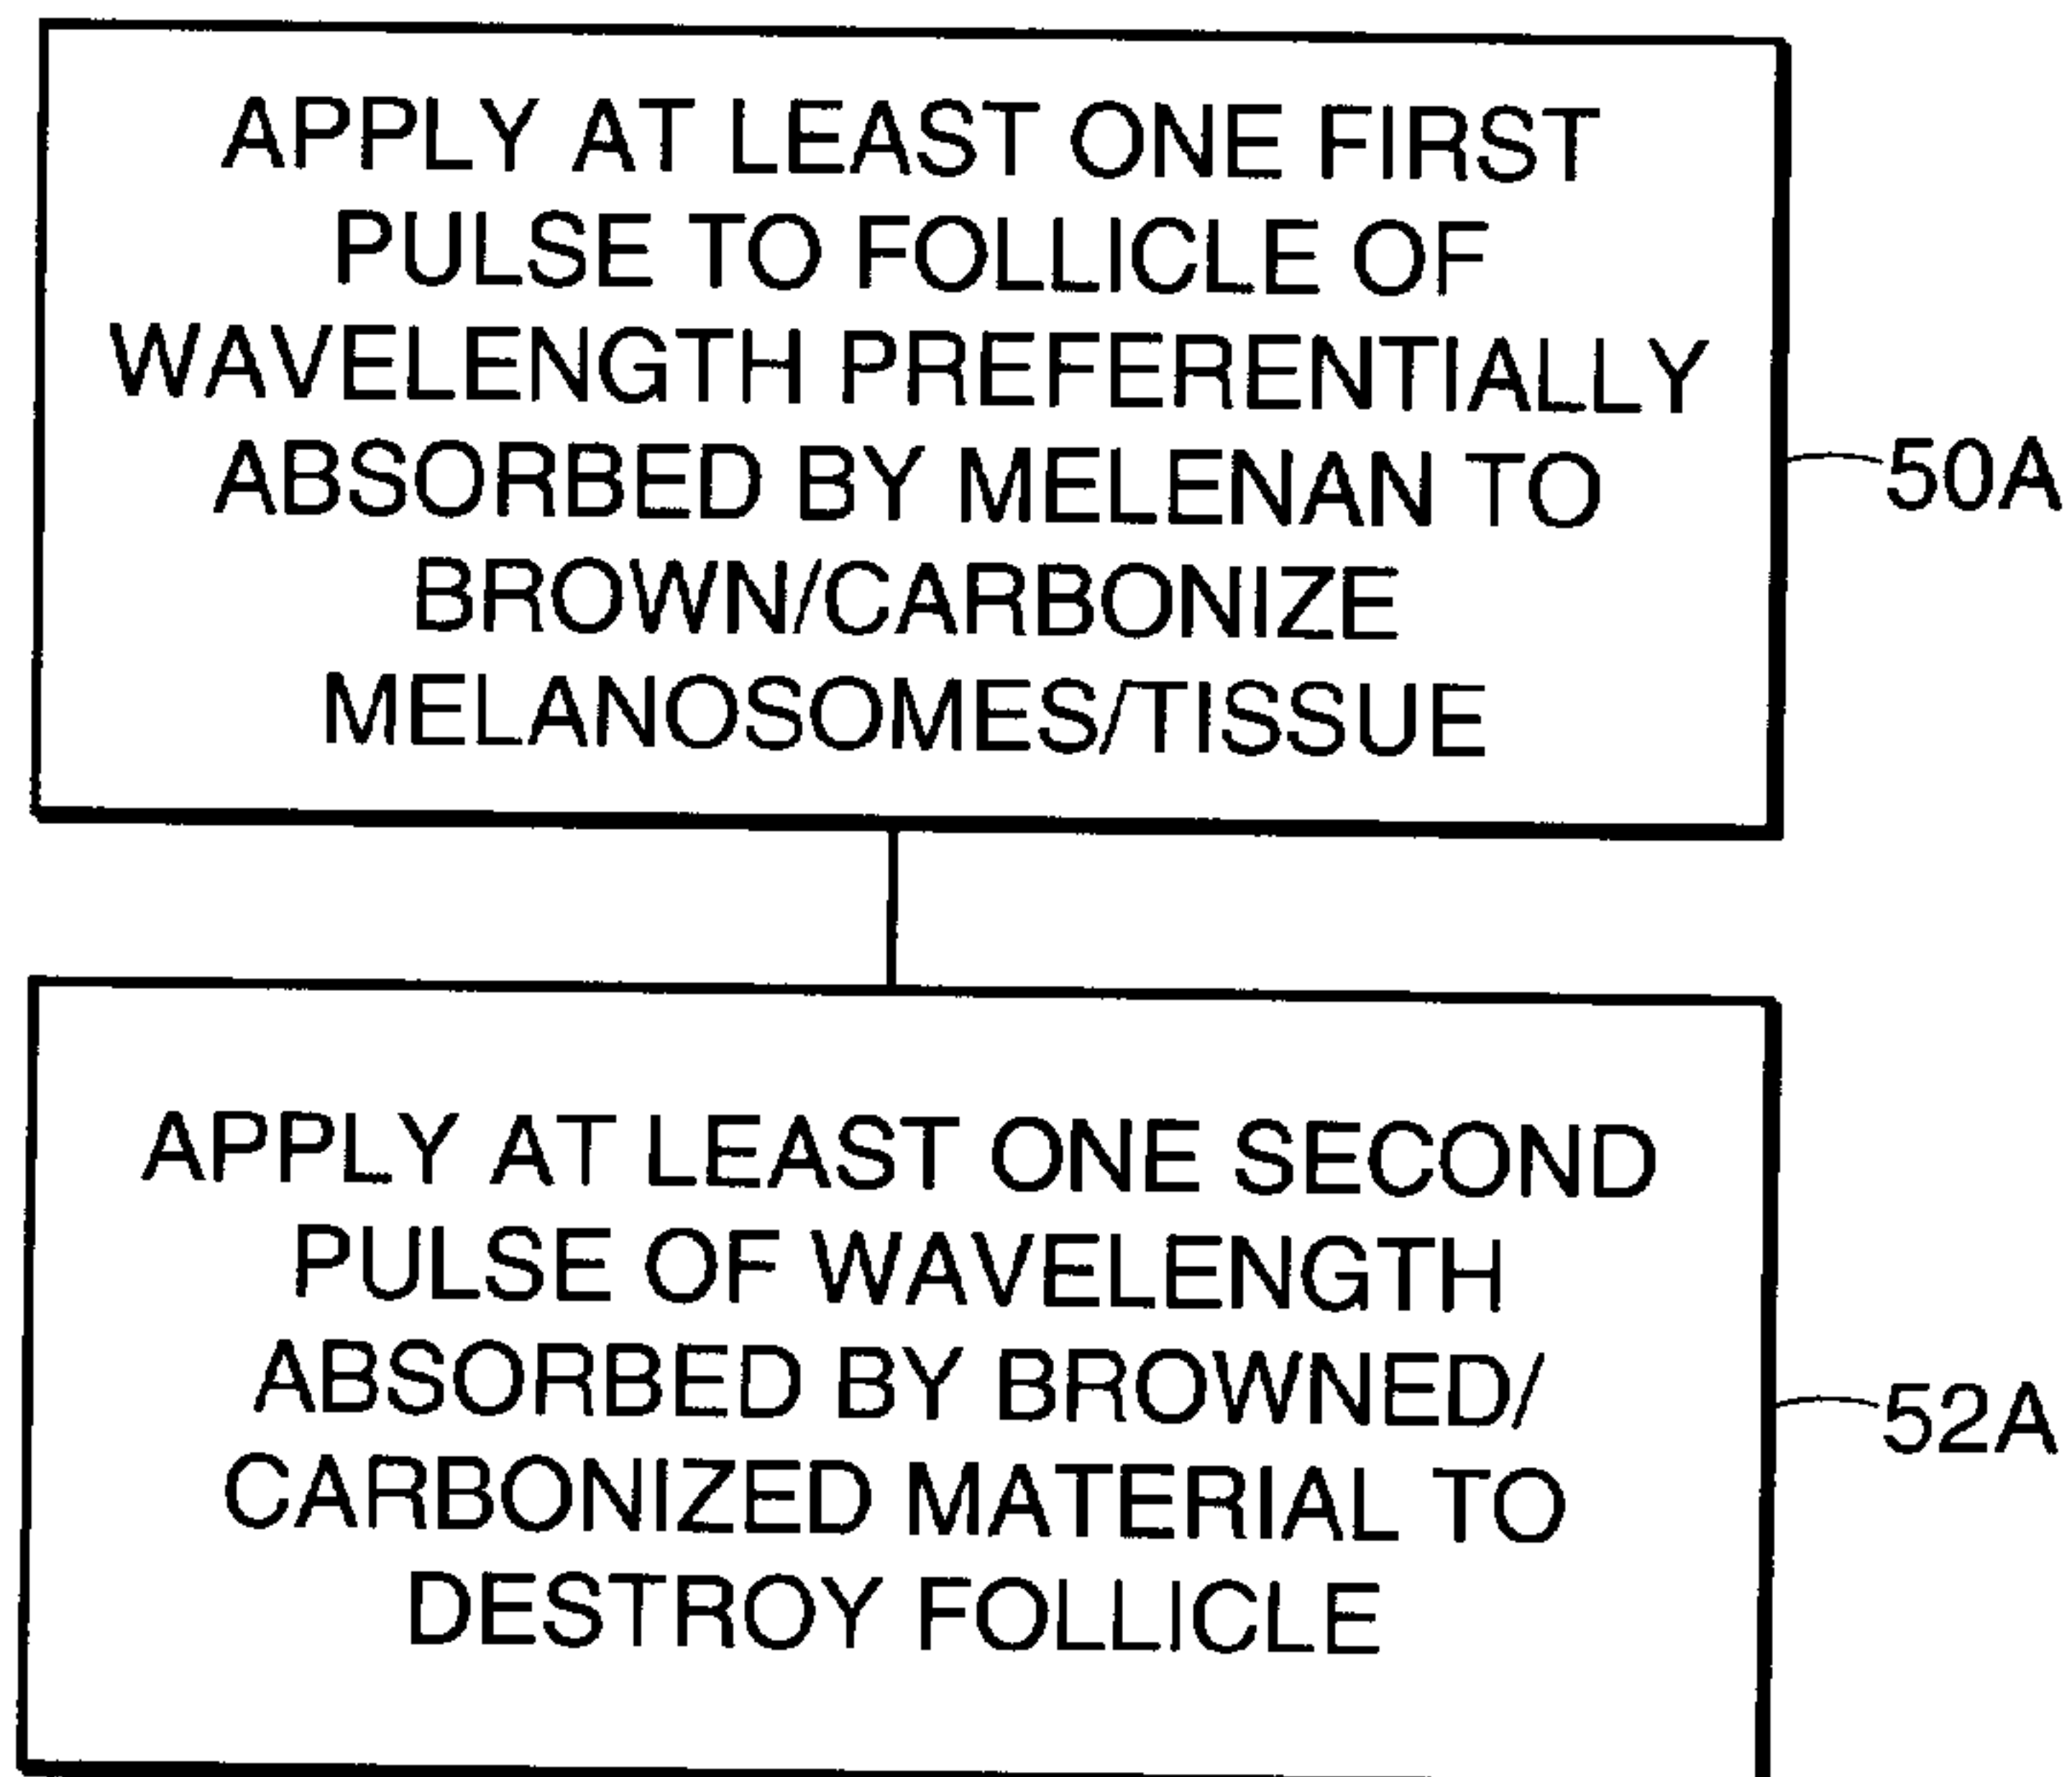 APPLY AT LEAST ONE FIRST
PULSE TO FOLLICLE OF
WAVELENGTH PREFERENTIALLY
ABSORBED BY MELENAN TO
BROWN/CARBONIZE
MELANOSOMES/TISSUE
50A
APPLY AT LEAST ONE SECOND
PULSE OF WAVELENGTH
ABSORBED BY BROWNED/
CARBONIZED MATERIAL TO
DESTROY FOLLICLE
52A